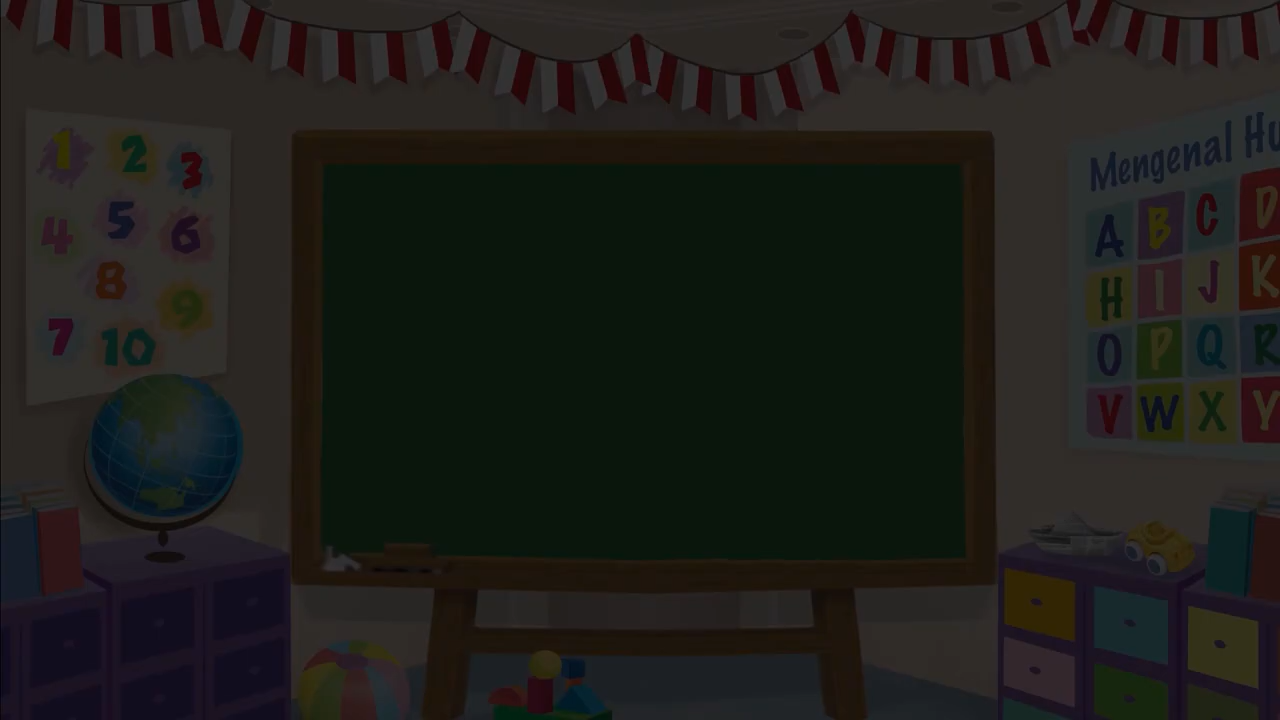 1 2 3
4 5 6
8 9
7 10
Mengenal Hu
A B C D
H I J K
O P Q R
V W X Y